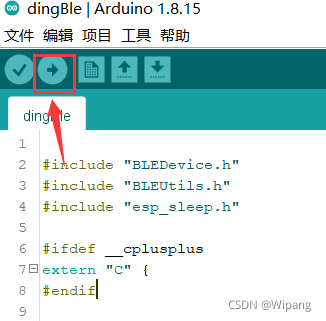 dingBle | Arduino 1.8.15
文件 编辑 项目 工具 帮助
dingBle
1
2 #include "BLEDevice.h"
3 #include "BLEUtils.h"
4 #include "esp_sleep.h"
5
6 #ifdef __cplusplus
7 extern "C" {
8 #endif
CSDN @Wipang